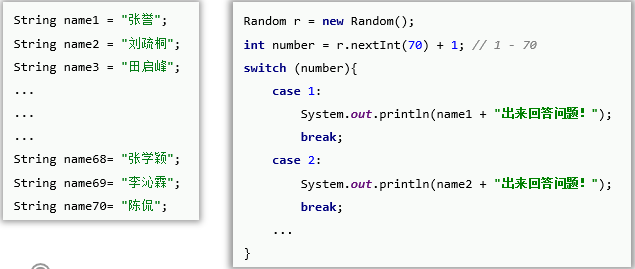 String name1 = "张誉";
String name2 = "刘疏桐";
String name3 = "田启峰";
...
...
...
String name68= "张学颖";
String name69= "李沁霖";
String name70= "陈侃";
Random r = new Random();
int number = r.nextInt(70) + 1; // 1 - 70
switch (number){
case 1:
System.out.println(name1 + "出来回答问题！");
break;
case 2:
System.out.println(name2 + "出来回答问题！");
break;
...
}